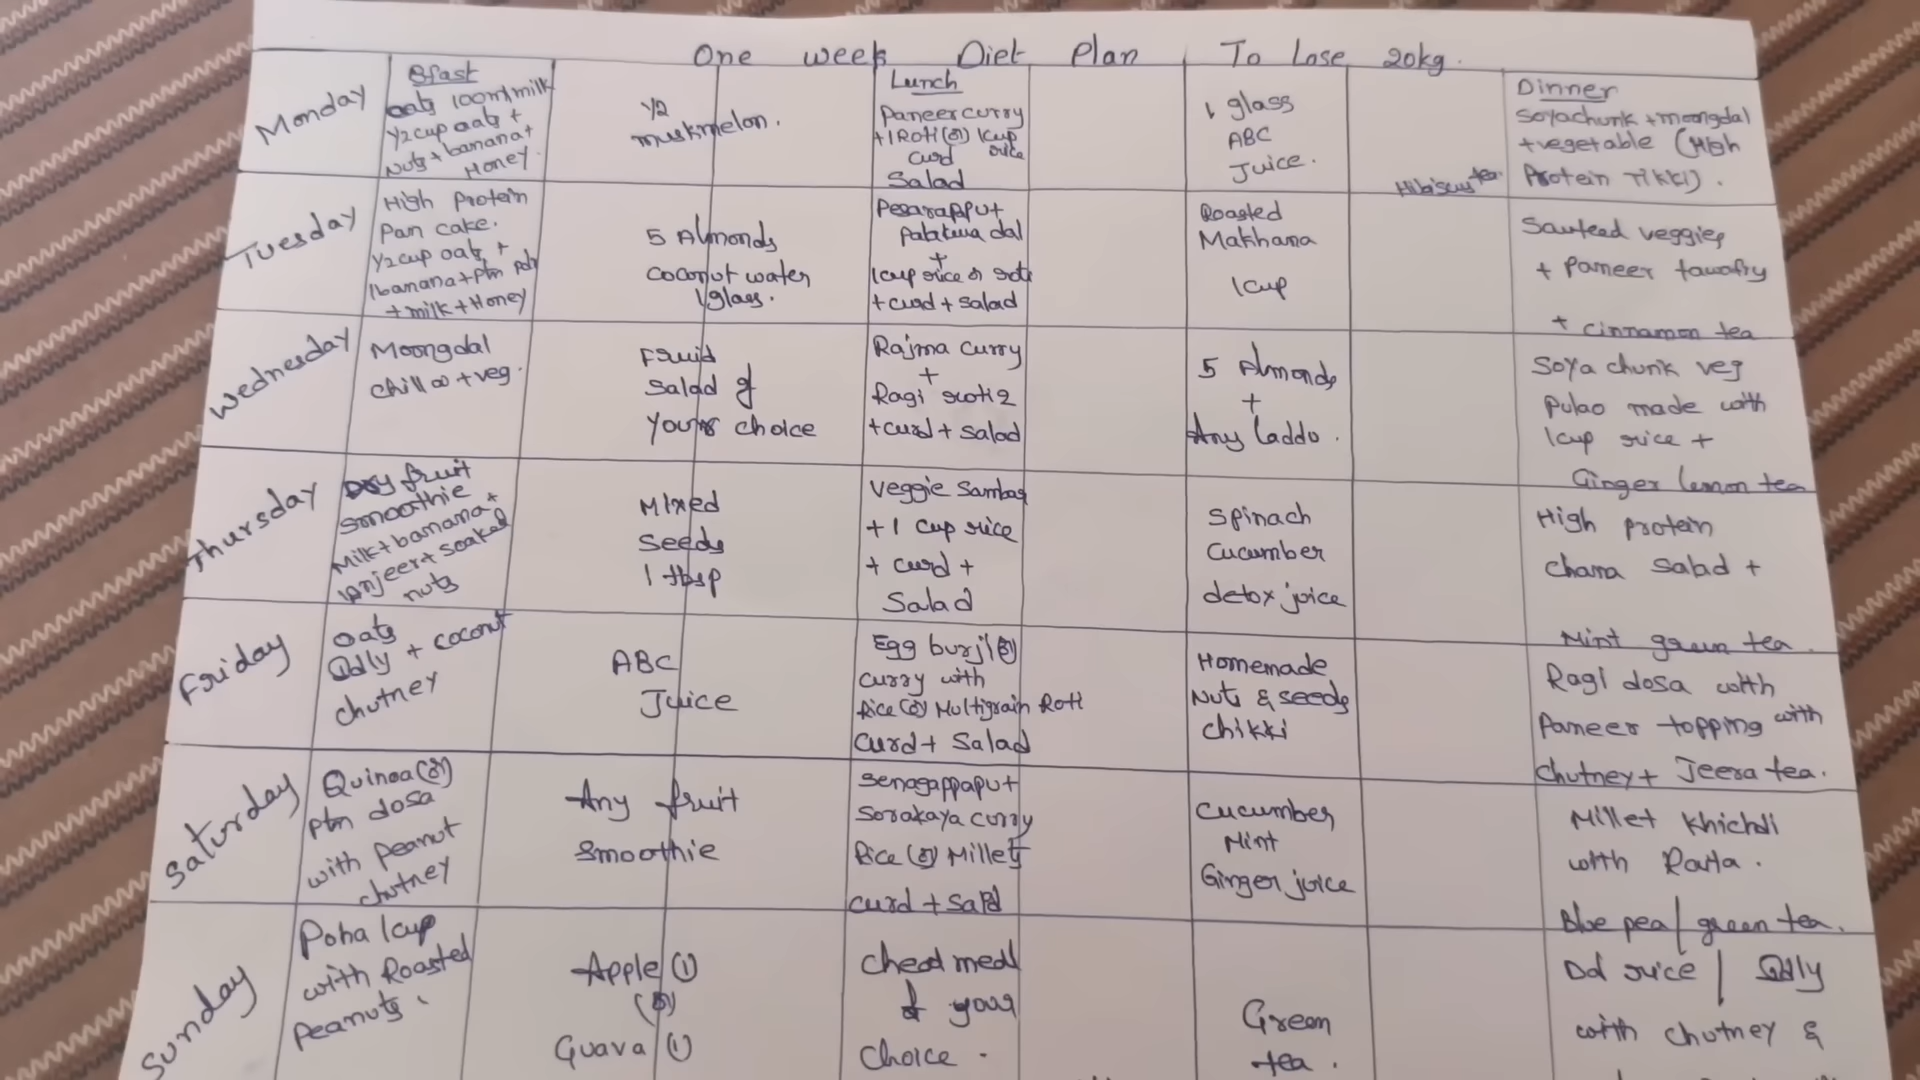 One week Diet Plan To Lose 20kg.
Monday
Bfast
oats 100ml milk
1/2 cup oats +
Nuts + banana +
Honey.
1/2
muskmelon.
Lunch
Paneer curry
+ 1 Roti (or) 1 cup
rice
curd
Salad
1 glass
ABC
Juice.
Hibiscus tea
Dinner
Soyachunk + moongdal
+ vegetable (High
Protein Tikki).
Tuesday
High Protein
Pan cake.
1/2 cup oats +
1 banana + ptn pdr
+ milk + Honey
5 Almonds
coconut water
1 glass.
Pesarappu +
Palakura dal
+
1 cup rice or roti
+ curd + salad
Roasted
Makhana
1 cup
Sauteed veggies
+ Paneer tawafry
+ cinnamon tea
Wednesday
Moongdal
chilla + veg.
Fruit
Salad of
Your choice
Rajma curry
+
Ragi roti 2
+ curd + salad
5 Almonds
+
Any laddo.
Soya chunk veg
Pulao made with
1 cup rice +
Ginger lemon tea
Thursday
Dry fruit
smoothie
Milk + banana +
anjeer + soaked
nuts
Mixed
Seeds
1 tbsp
Veggie Sambar
+ 1 cup rice
+ curd +
Salad
Spinach
Cucumber
detox juice
High protein
chana salad +
Mint green tea.
Friday
Oats
Idly + coconut
chutney
ABC
Juice
Egg burji (or)
curry with
Rice (or) Multigrain Roti
curd + Salad
Homemade
Nuts & seeds
chikki
Ragi dosa with
Paneer topping with
chutney + Jeera tea.
Saturday
Quinoa (or)
ptn dosa
with peanut
chutney
Any fruit
Smoothie
Senagappapu +
Sorakaya curry
Rice (or) Millets
curd + Salad
Cucumber
Mint
Ginger juice
Millet Khichdi
with Raita.
Blue pea / green tea.
Sunday
Poha 1 cup
with Roasted
Peanuts.
Apple (1)
(or)
Guava (1)
Cheat meal
of your
Choice.
Green
tea.
Dal rice / Idly
with chutney &